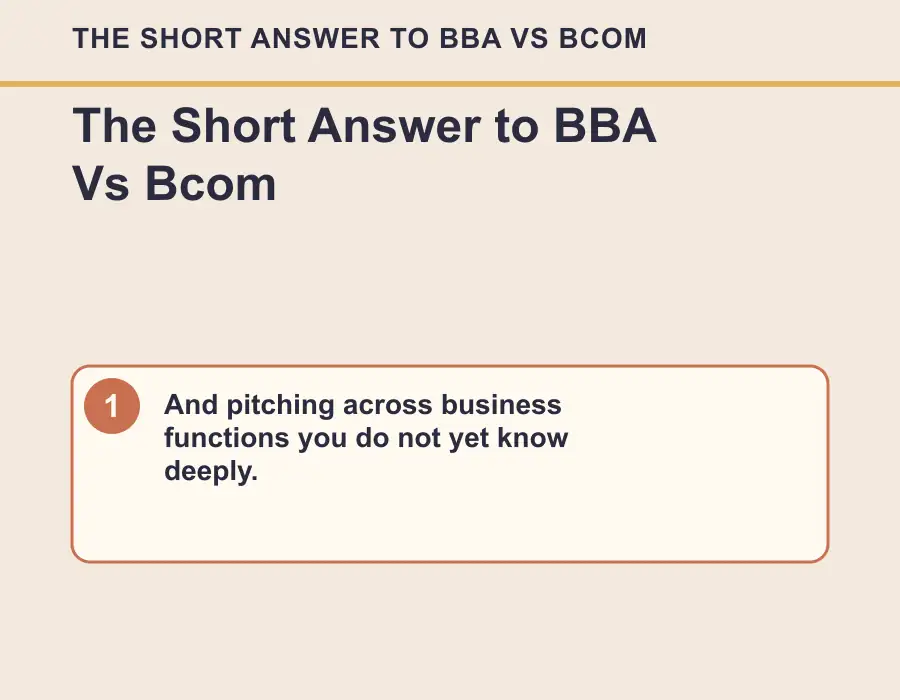 THE SHORT ANSWER TO BBA VS BCOM
The Short Answer to BBA
Vs Bcom
1
And pitching across business
functions you do not yet know
deeply.